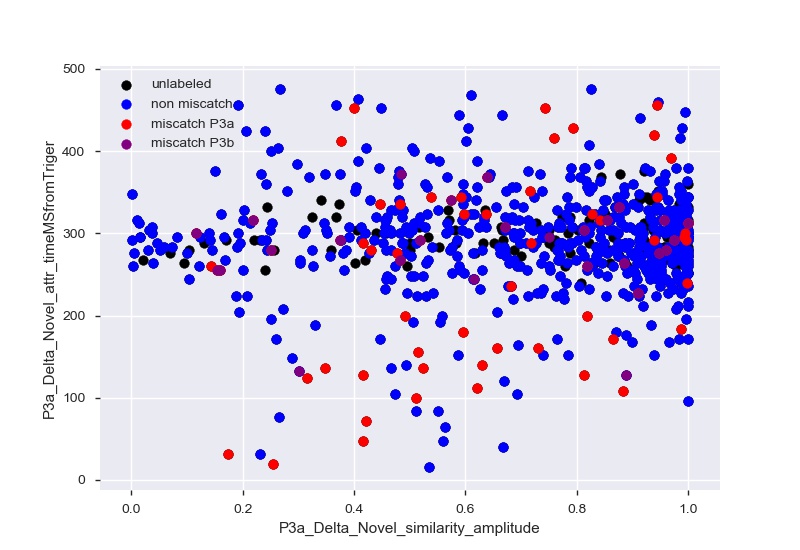 500
400
300
200
100
0
P3a_Delta_Novel_attr_timeMSfromTriger
unlabeled
non miscatch
miscatch P3a
miscatch P3b
0.0 0.2 0.4 0.6 0.8 1.0
P3a_Delta_Novel_similarity_amplitude